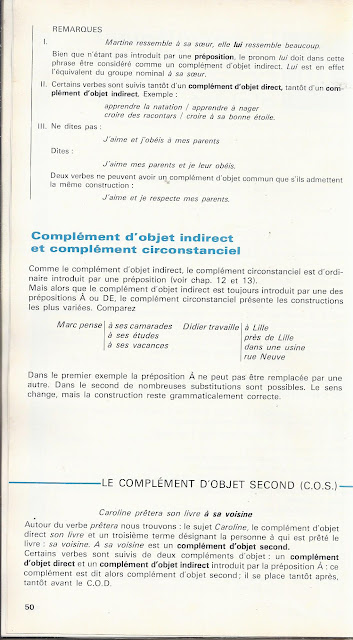 REMARQUES
I. Martine ressemble à sa sœur, elle lui ressemble beaucoup.
Bien que n'étant pas introduit par une préposition, le pronom lui doit dans cette
phrase être considéré comme un complément d'objet indirect. Lui est en effet
l'équivalent du groupe nominal à sa sœur.
II. Certains verbes sont suivis tantôt d'un complément d'objet direct, tantôt d'un com-
plément d'objet indirect. Exemple :
apprendre la natation / apprendre à nager
croire des racontars / croire à sa bonne étoile.
III. Ne dites pas :
J'aime et j'obéis à mes parents
Dites :
J'aime mes parents et je leur obéis.
Deux verbes ne peuvent avoir un complément d'objet commun que s'ils admettent
la même construction :
J'aime et je respecte mes parents.
Complément d'objet indirect
et complément circonstanciel
Comme le complément d'objet indirect, le complément circonstanciel est d'ordi-
naire introduit par une préposition (voir chap. 12 et 13).
Mais alors que le complément d'objet indirect est toujours introduit par une des
prépositions À ou DE, le complément circonstanciel présente les constructions
les plus variées. Comparez
Marc pense à ses camarades Didier travaille à Lille
à ses études près de Lille
à ses vacances dans une usine
rue Neuve
Dans le premier exemple la préposition À ne peut pas être remplacée par une
autre. Dans le second de nombreuses substitutions sont possibles. Le sens
change, mais la construction reste grammaticalement correcte.
LE COMPLÉMENT D'OBJET SECOND (C.O.S.)
Caroline prêtera son livre à sa voisine
Autour du verbe prêtera nous trouvons : le sujet Caroline, le complément d'objet
direct son livre et un troisième terme désignant la personne à qui est prêté le
livre : sa voisine. A sa voisine est un complément d'objet second.
Certains verbes sont suivis de deux compléments d'objet : un complément
d'objet direct et un complément d'objet indirect introduit par la préposition À : ce
complément est dit alors complément d'objet second ; il se place tantôt après,
tantôt avant le C.O.D.
50